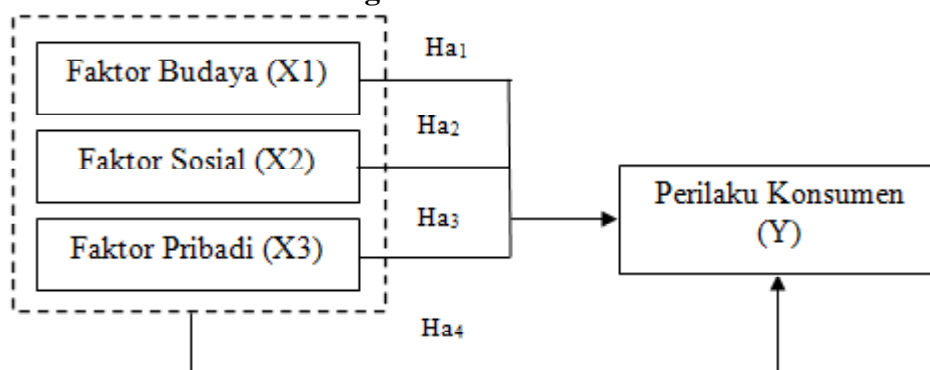 Ha1
Faktor Budaya (X1)
Ha2
Faktor Sosial (X2)
Perilaku Konsumen
(Y)
Ha3
Faktor Pribadi (X3)
Ha4